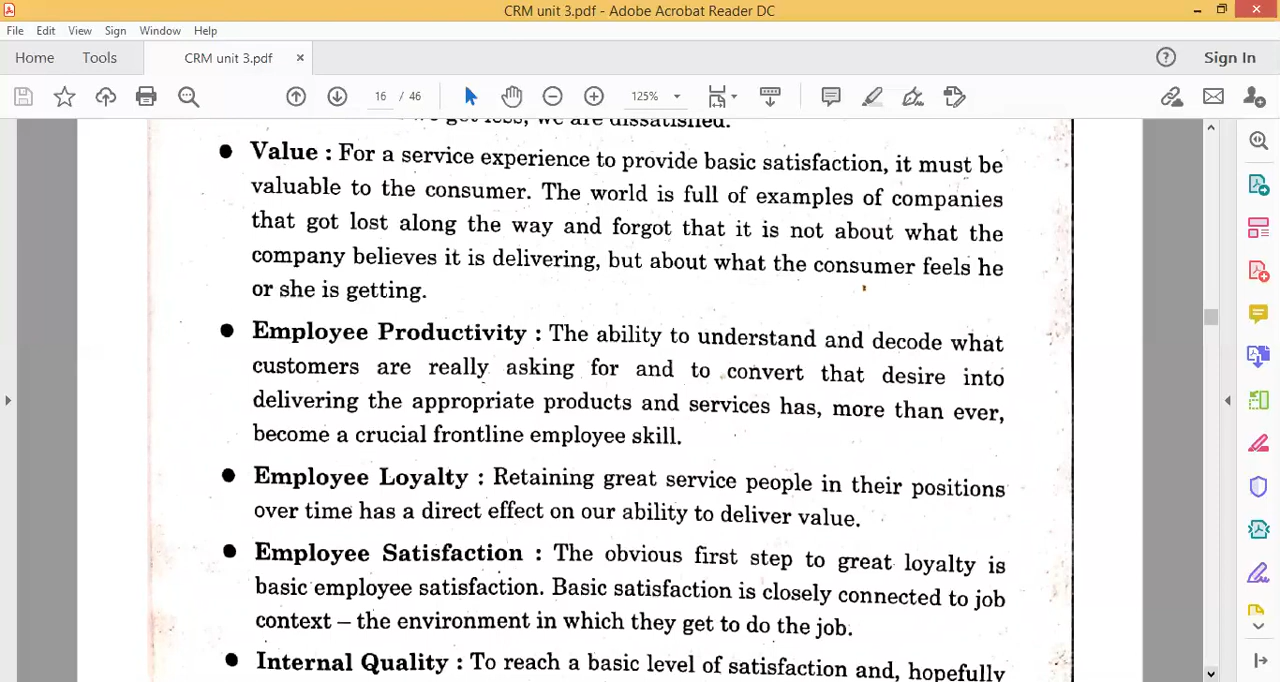 CRM unit 3.pdf - Adobe Acrobat Reader DC
File Edit View Sign Window Help
Home Tools CRM unit 3.pdf × Sign In
16 / 46 125%
we get less, we are dissatisfied.
● Value : For a service experience to provide basic satisfaction, it must be
valuable to the consumer. The world is full of examples of companies
that got lost along the way and forgot that it is not about what the
company believes it is delivering, but about what the consumer feels he
or she is getting.
● Employee Productivity : The ability to understand and decode what
customers are really asking for and to convert that desire into
delivering the appropriate products and services has, more than ever,
become a crucial frontline employee skill.
● Employee Loyalty : Retaining great service people in their positions
over time has a direct effect on our ability to deliver value.
● Employee Satisfaction : The obvious first step to great loyalty is
basic employee satisfaction. Basic satisfaction is closely connected to job
context – the environment in which they get to do the job.
● Internal Quality : To reach a basic level of satisfaction and, hopefully